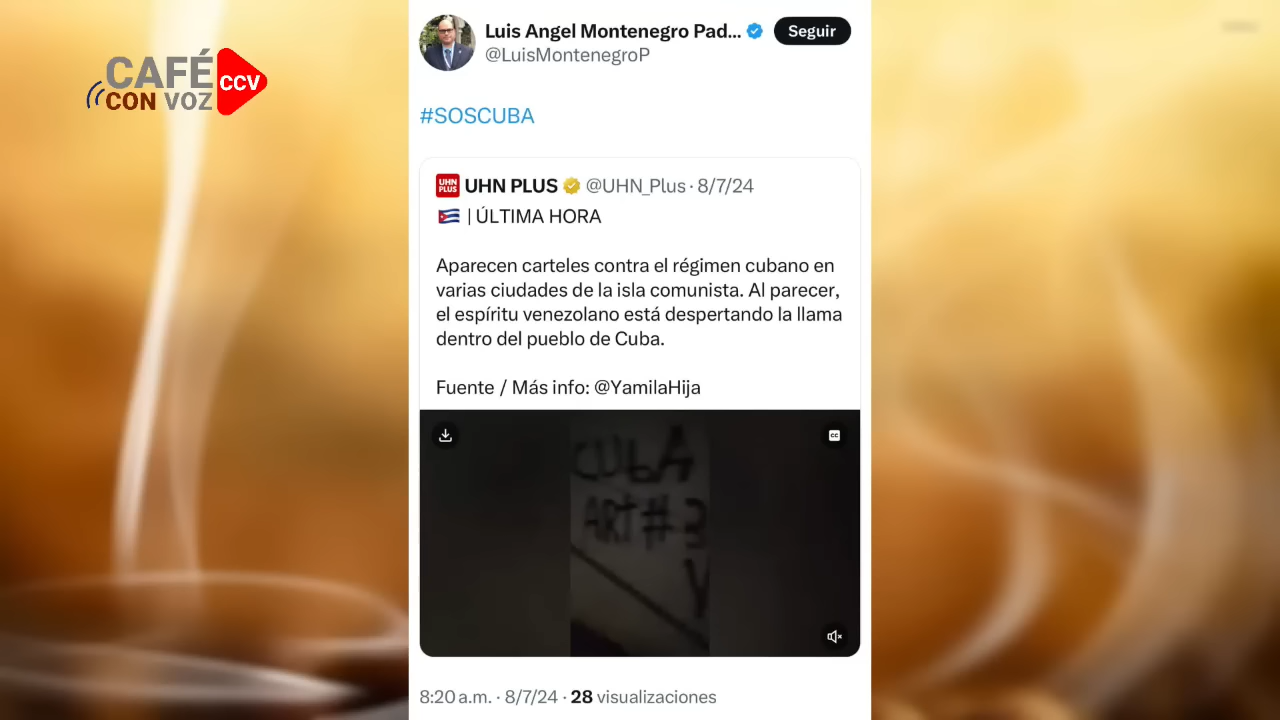 CAFÉ
CON VOZ
CCV
Luis Angel Montenegro Pad...
Seguir
@LuisMontenegroP
#SOSCUBA
UHN PLUS
UHN PLUS @UHN_Plus · 8/7/24
| ÚLTIMA HORA
Aparecen carteles contra el régimen cubano en
varias ciudades de la isla comunista. Al parecer,
el espíritu venezolano está despertando la llama
dentro del pueblo de Cuba.
Fuente / Más info: @YamilaHija
CC
CUbA
ART#3
V
8:20 a.m. · 8/7/24 · 28 visualizaciones